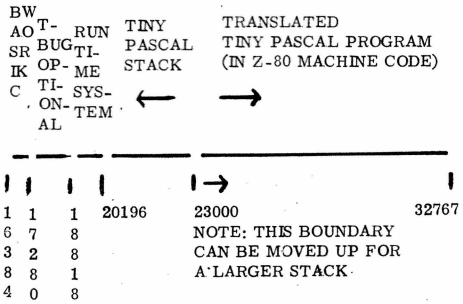 BW
AO
SR
IK
C
T-
BUG
OP-
TI-
ON-
AL
RUN
TI-
ME
SYS-
TEM
TINY
PASCAL
STACK
TRANSLATED
TINY PASCAL PROGRAM
(IN Z-80 MACHINE CODE)
16384
17280
18818
20196
23000
32767
NOTE: THIS BOUNDARY
CAN BE MOVED UP FOR
A LARGER STACK